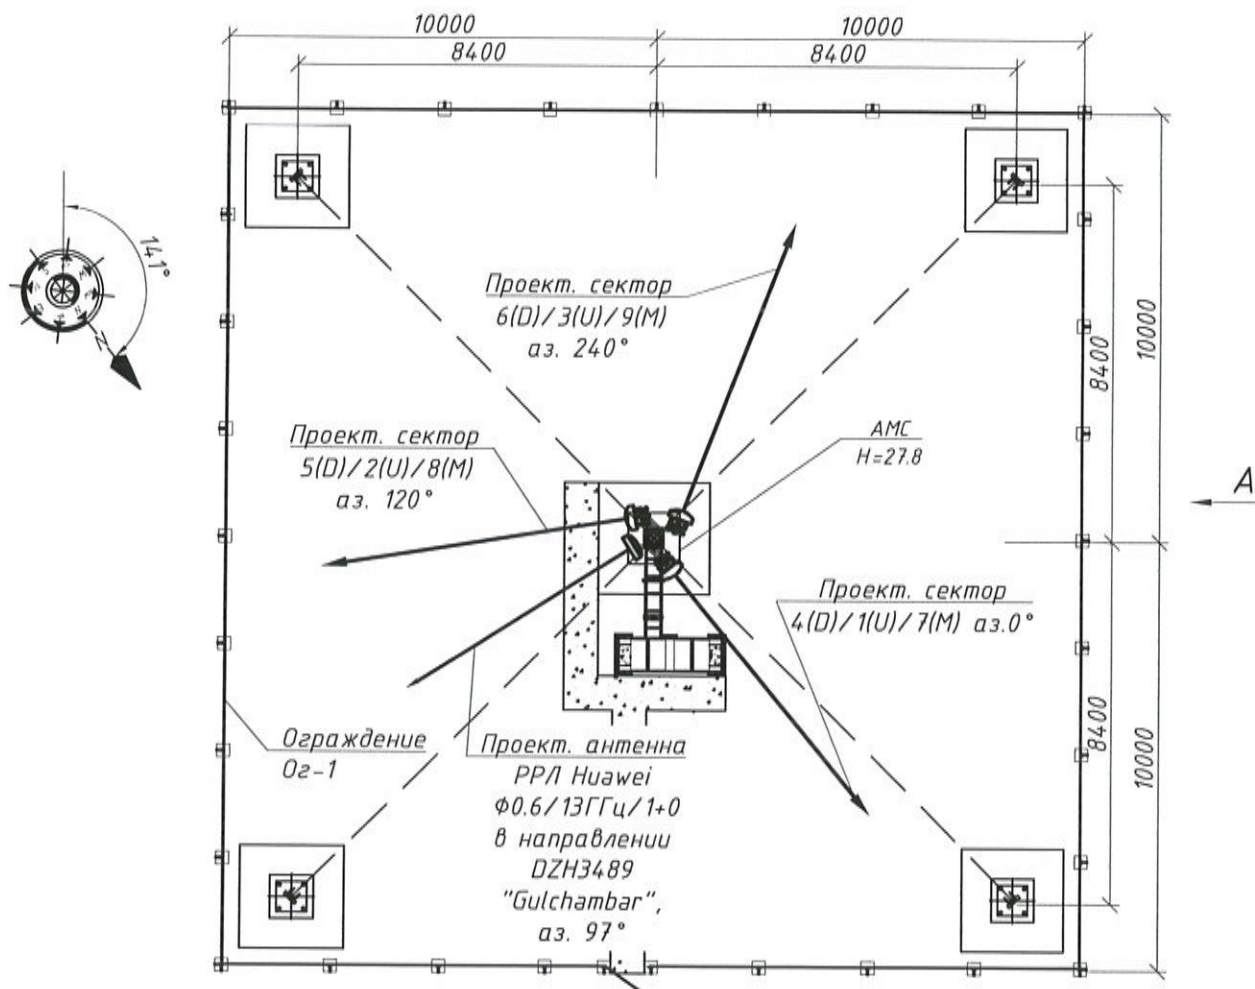 10000
10000
8400
8400
141°
N
Проект. сектор
6(D)/3(U)/9(M)
аз. 240°
8400
10000
Проект. сектор
5(D)/2(U)/8(M)
аз. 120°
АМС
H=27.8
А
Проект. сектор
4(D)/1(U)/7(M) аз.0°
8400
10000
Ограждение
Ог-1
Проект. антенна
РРЛ Huawei
Ф0.6/13ГГц/1+0
в направлении
DZH3489
"Gulchambar",
аз. 97°